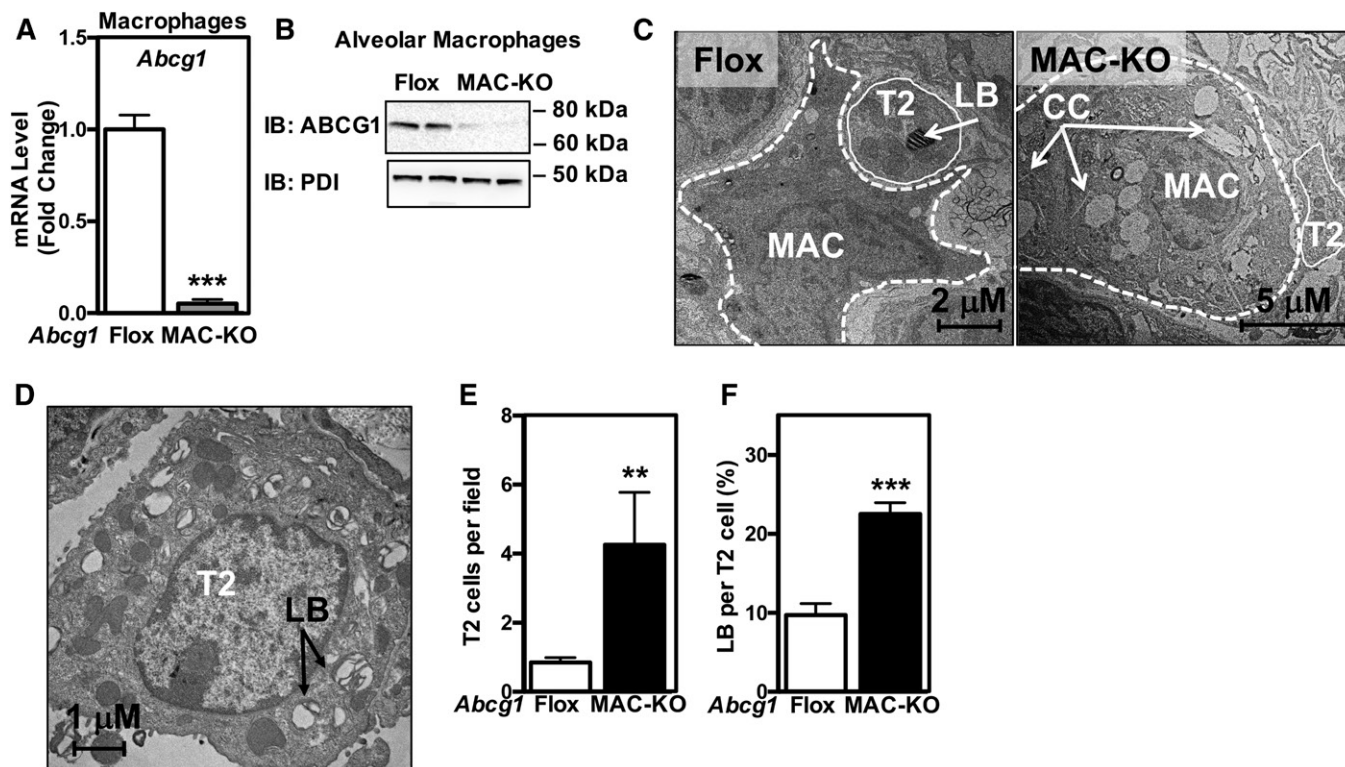 A
Macrophages
Abcg1
mRNA Level
(Fold Change)
1.5
1.0
0.5
0.0
***
Abcg1 Flox MAC-KO
B
Alveolar Macrophages
Flox MAC-KO
IB: ABCG1
– 80 kDa
– 60 kDa
IB: PDI
– 50 kDa
C
Flox
T2
LB
MAC
2 μM
MAC-KO
CC
MAC
T2
5 μM
D
T2
LB
1 μM
E
T2 cells per field
8
6
4
2
0
**
Abcg1 Flox MAC-KO
F
LB per T2 cell (%)
30
20
10
0
***
Abcg1 Flox MAC-KO